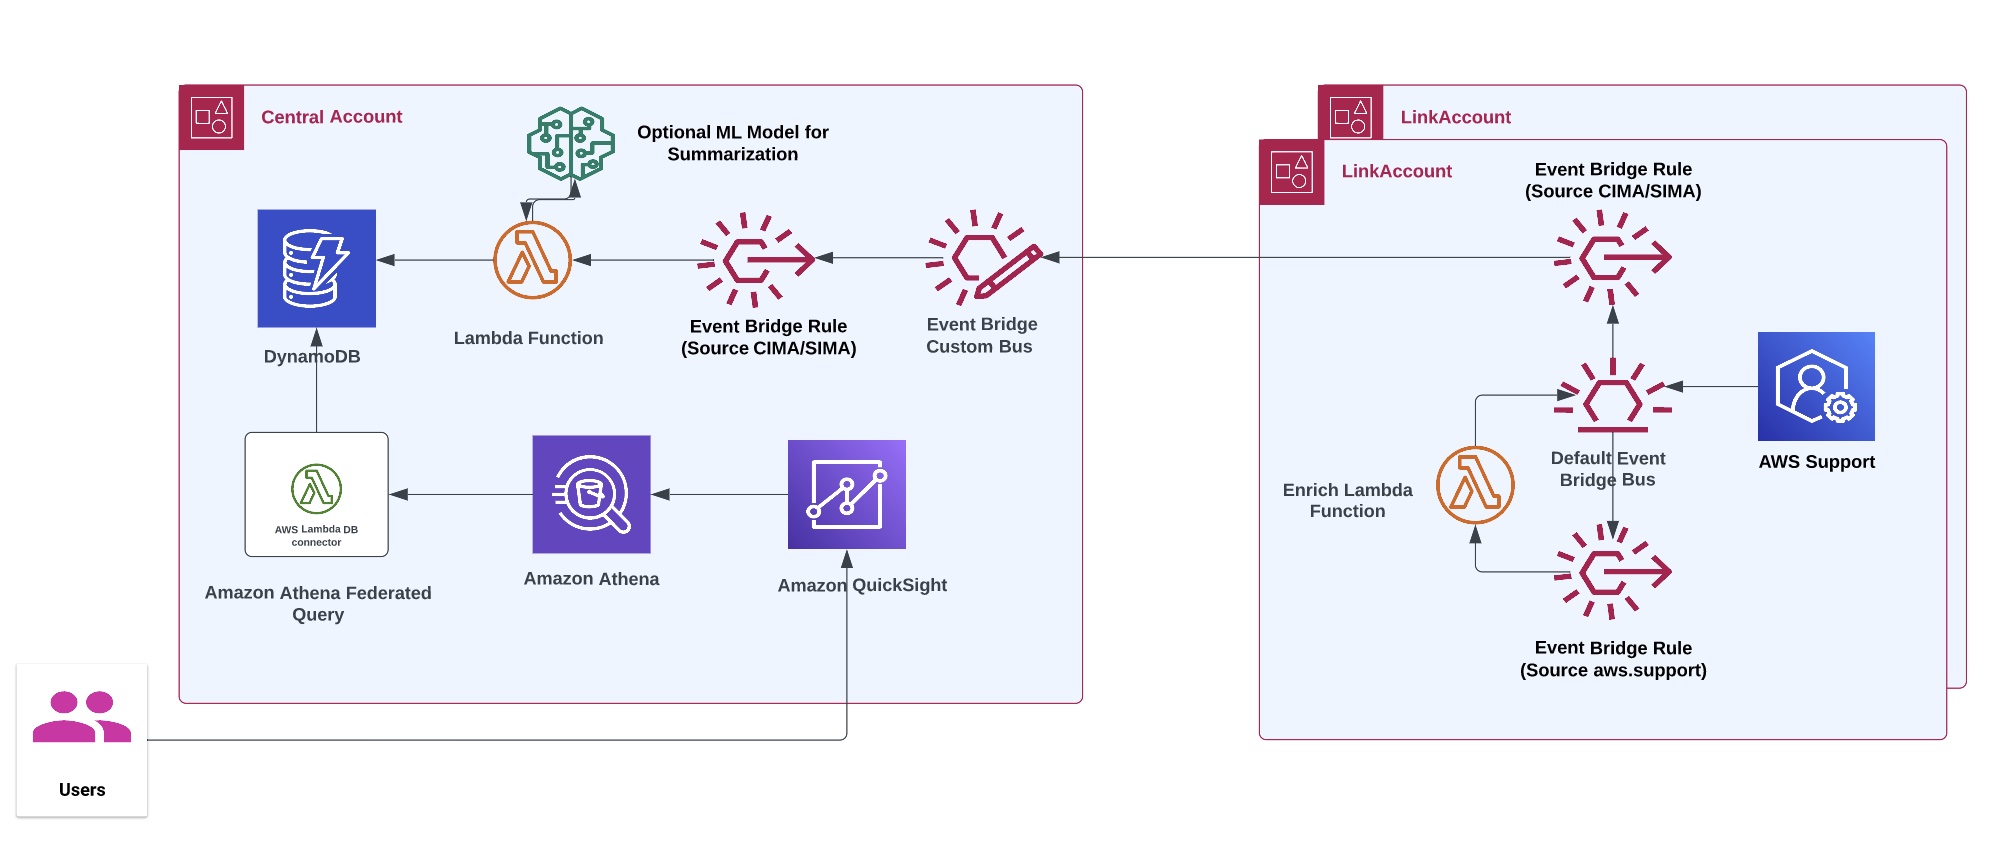 Central Account
Optional ML Model for
Summarization
DynamoDB
Lambda Function
Event Bridge Rule
(Source CIMA/SIMA)
Event Bridge
Custom Bus
AWS Lambda DB
connector
Amazon Athena Federated
Query
Amazon Athena
Amazon QuickSight
Users
LinkAccount
LinkAccount
Event Bridge Rule
(Source CIMA/SIMA)
Default Event
Bridge Bus
AWS Support
Enrich Lambda
Function
Event Bridge Rule
(Source aws.support)